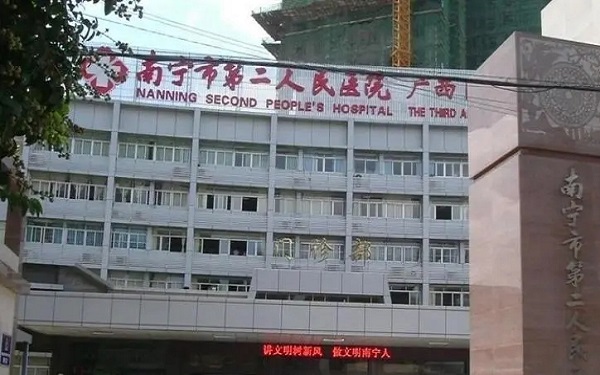 南宁市第二人民医院 广西
NANNING SECOND PEOPLE'S HOSPITAL THE THIRD A
门诊部
讲文明树新风 做文明南宁人
南宁市第二人民